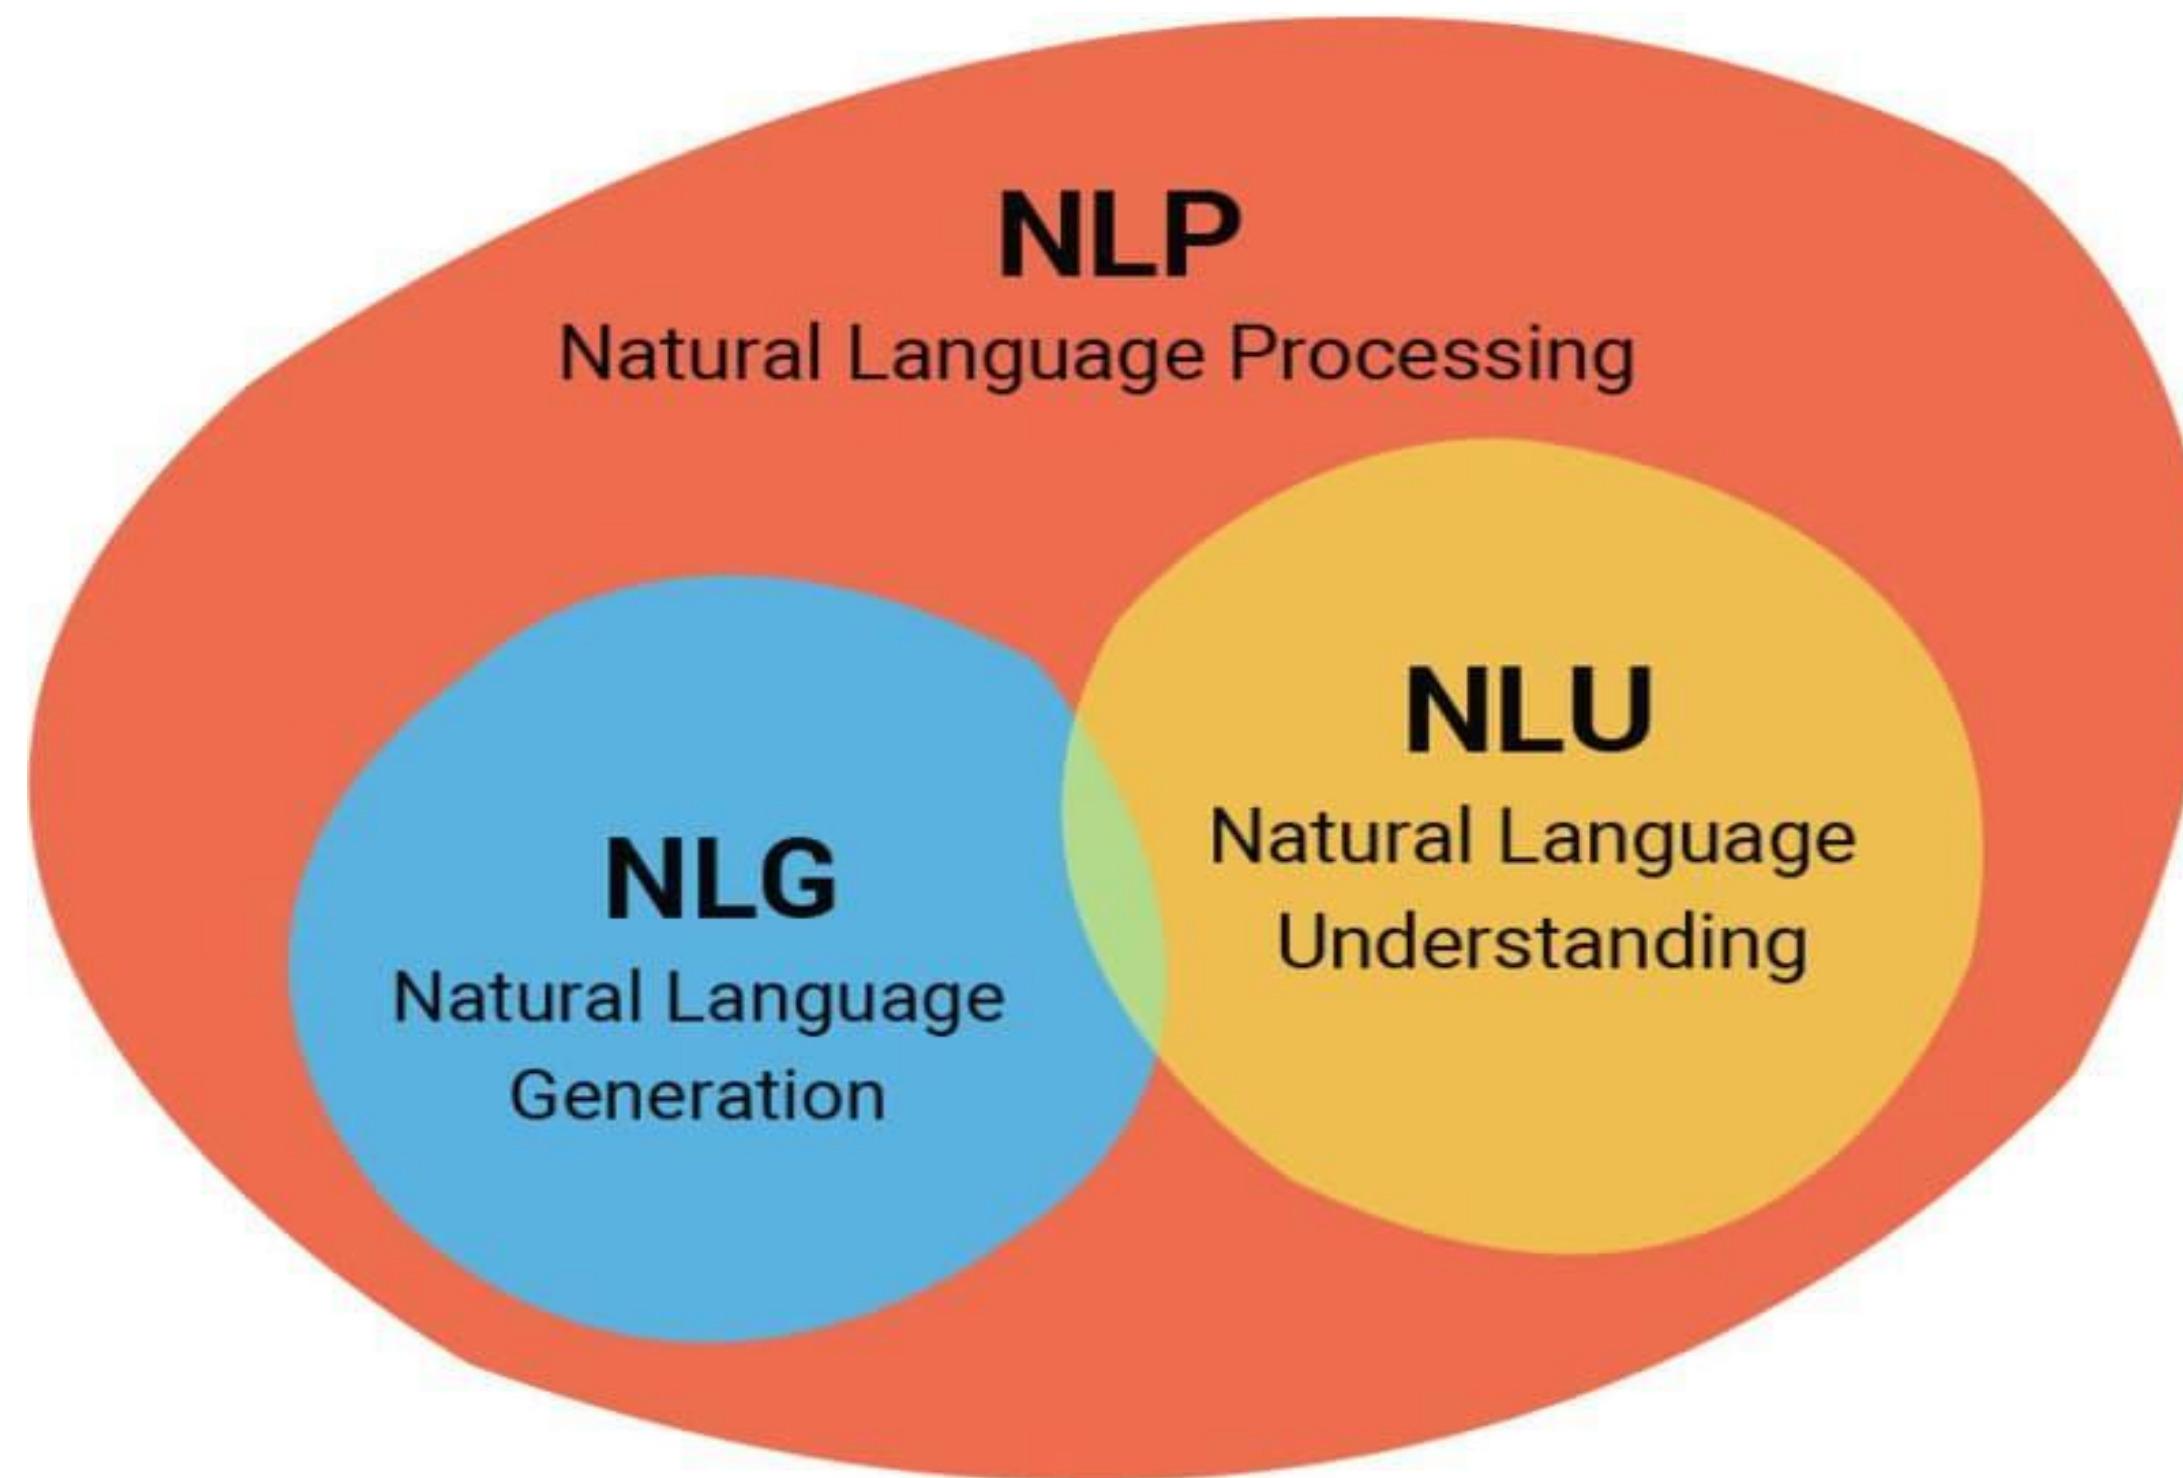 NLP
Natural Language Processing
NLU
Natural Language
Understanding
NLG
Natural Language
Generation